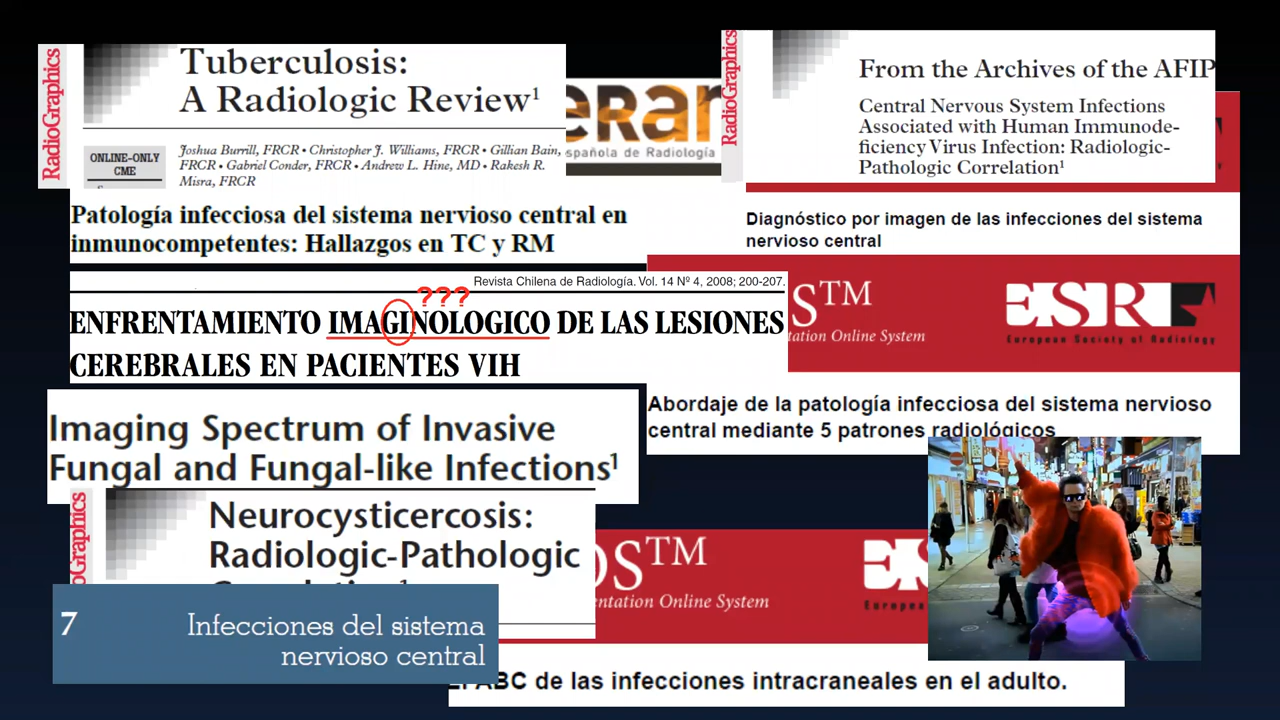 RadioGraphics
Tuberculosis:
A Radiologic Review¹
ONLINE-ONLY
CME
Joshua Burrill, FRCR • Christopher J. Williams, FRCR • Gillian Bain,
FRCR • Gabriel Conder, FRCR • Andrew L. Hine, MD • Rakesh R.
Misra, FRCR
eRAm
española de Radiología
RadioGraphics
From the Archives of the AFIP
Central Nervous System Infections
Associated with Human Immunode-
ficiency Virus Infection: Radiologic-
Pathologic Correlation¹
Patología infecciosa del sistema nervioso central en
inmunocompetentes: Hallazgos en TC y RM
Diagnóstico por imagen de las infecciones del sistema
nervioso central
Revista Chilena de Radiología. Vol. 14 Nº 4, 2008; 200-207.
???
ENFRENTAMIENTO IMAGINOLOGICO DE LAS LESIONES
CEREBRALES EN PACIENTES VIH
S™
tation Online System
ESR
European Society of Radiology
Abordaje de la patología infecciosa del sistema nervioso
central mediante 5 patrones radiológicos
Imaging Spectrum of Invasive
Fungal and Fungal-like Infections¹
oGraphics
Neurocysticercosis:
Radiologic-Pathologic
OS™
entation Online System
ES
Europea
7
Infecciones del sistema
nervioso central
ABC de las infecciones intracraneales en el adulto.